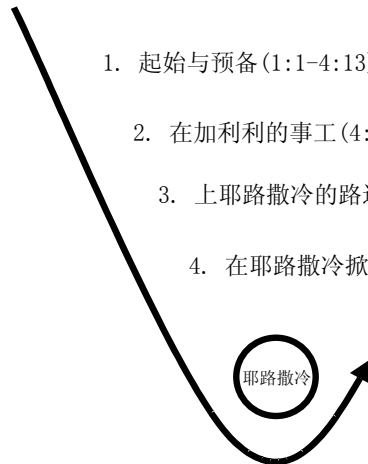 1. 起始与预备(1:1-4:13)
2. 在加利利的事工(4:
3. 上耶路撒冷的路
4. 在耶路撒冷掀
耶路撒冷